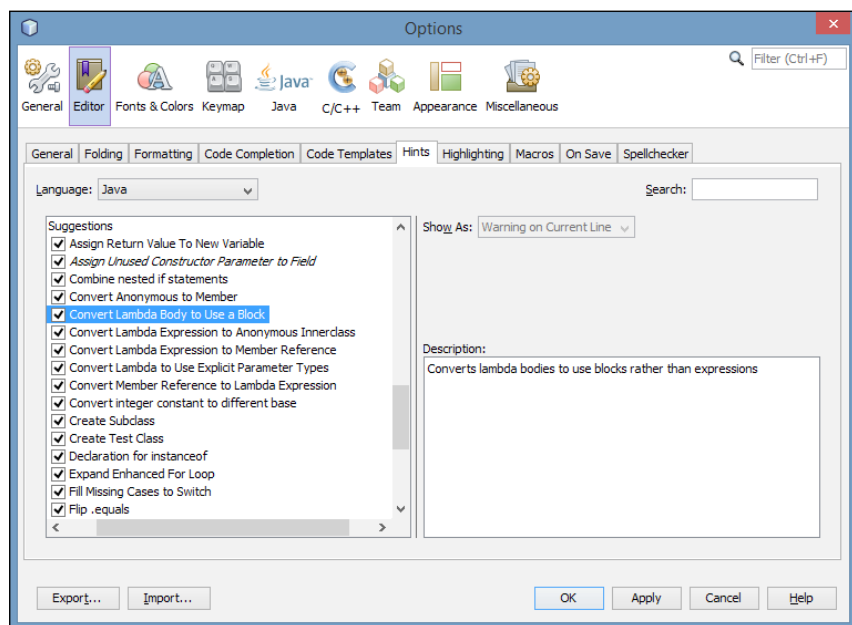 Options
Filter (Ctrl+F)
General Editor Fonts & Colors Keymap Java C/C++ Team Appearance Miscellaneous
General Folding Formatting Code Completion Code Templates Hints Highlighting Macros On Save Spellchecker
Language: Java Search:
Suggestions
Assign Return Value To New Variable
Assign Unused Constructor Parameter to Field
Combine nested if statements
Convert Anonymous to Member
Convert Lambda Body to Use a Block
Convert Lambda Expression to Anonymous Innerclass
Convert Lambda Expression to Member Reference
Convert Lambda to Use Explicit Parameter Types
Convert Member Reference to Lambda Expression
Convert integer constant to different base
Create Subclass
Create Test Class
Declaration for instanceof
Expand Enhanced For Loop
Fill Missing Cases to Switch
Flip .equals
Show As: Warning on Current Line
Description:
Converts lambda bodies to use blocks rather than expressions
Export... Import... OK Apply Cancel Help